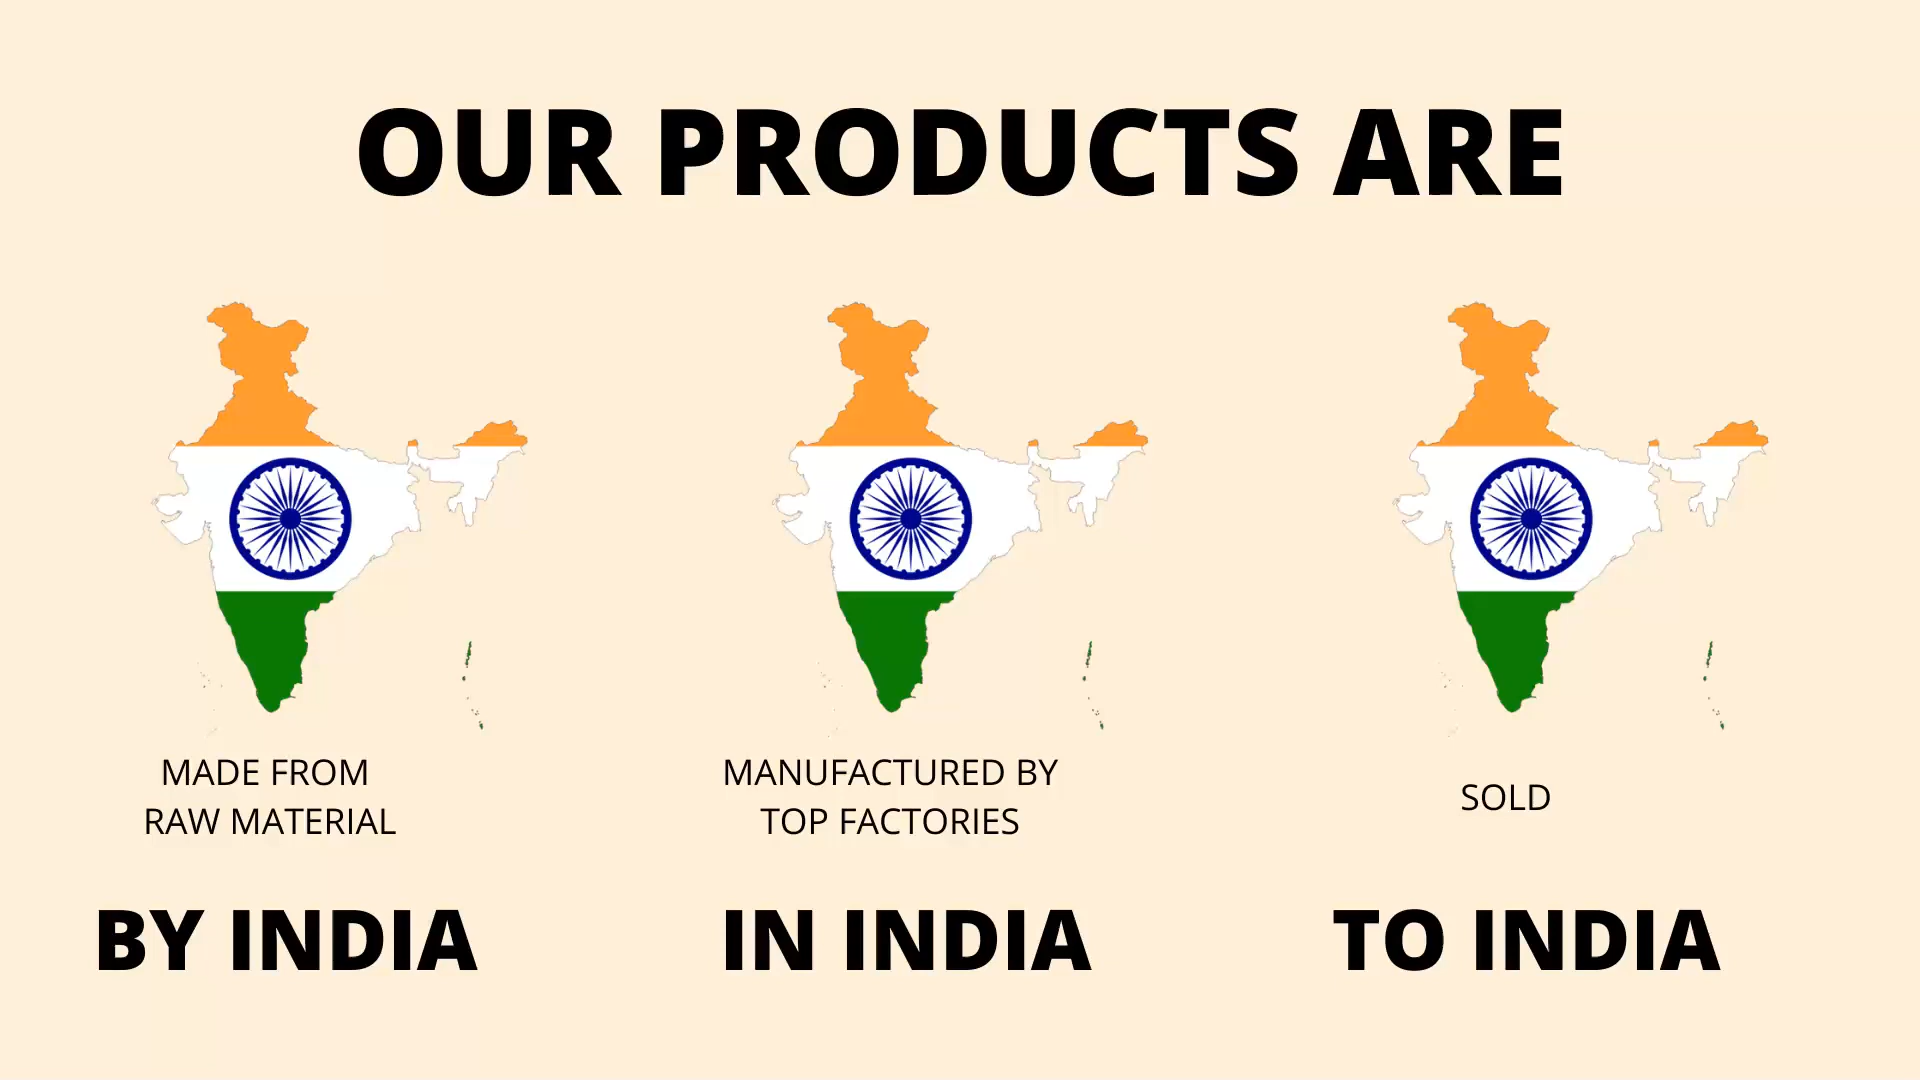 OUR PRODUCTS ARE
MADE FROM
RAW MATERIAL
BY INDIA
MANUFACTURED BY
TOP FACTORIES
IN INDIA
SOLD
TO INDIA